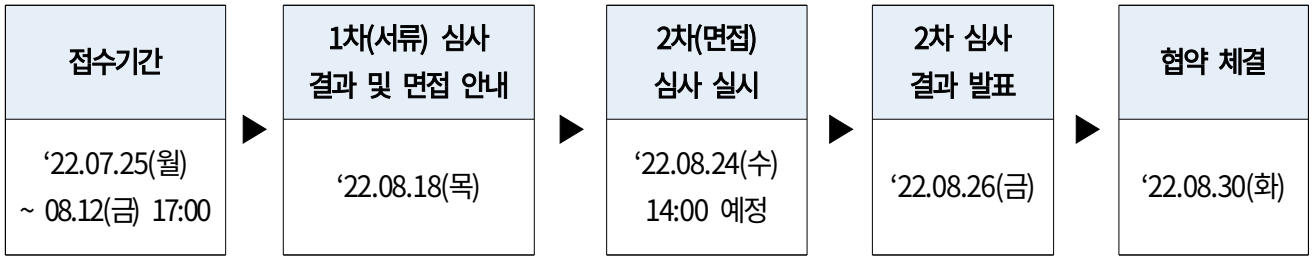 접수기간
‘22.07.25(월)
~ 08.12(금) 17:00
▶
1차(서류) 심사
결과 및 면접 안내
‘22.08.18(목)
▶
2차(면접)
심사 실시
‘22.08.24(수)
14:00 예정
▶
2차 심사
결과 발표
‘22.08.26(금)
▶
협약 체결
‘22.08.30(화)